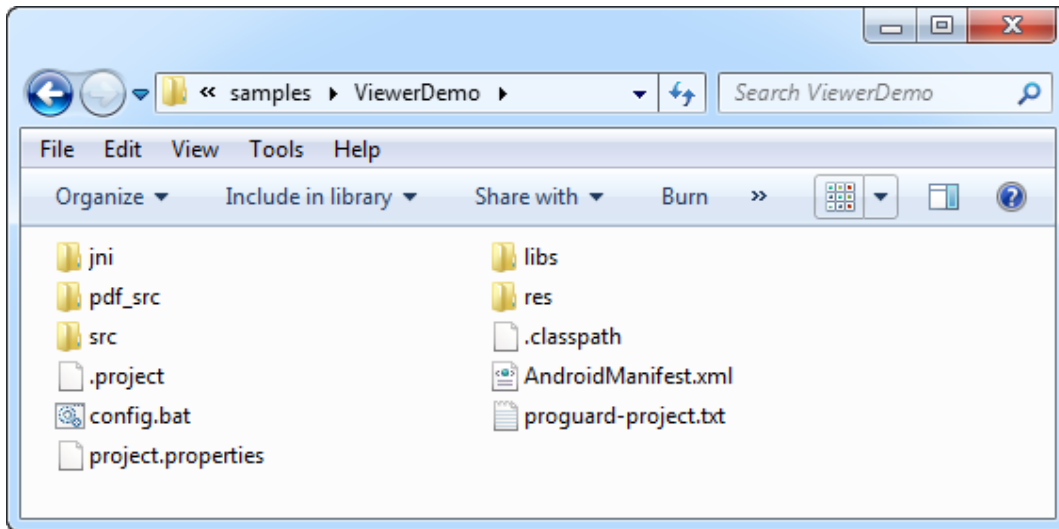 « samples ▸ ViewerDemo ▸ Search ViewerDemo
File Edit View Tools Help
Organize Include in library Share with Burn »
jni libs
pdf_src res
src .classpath
.project AndroidManifest.xml
config.bat proguard-project.txt
project.properties